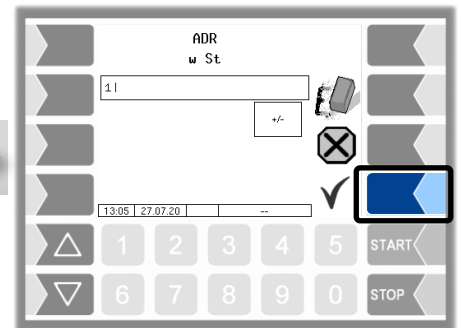 ADR
w St
1
+/-
13:05 27.07.20 --
1 2 3 4 5 START
6 7 8 9 0 STOP